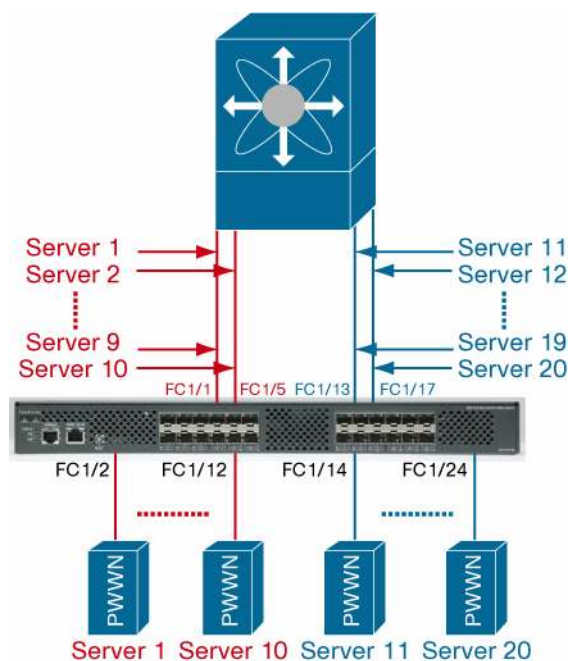 Server 1
Server 2
Server 9
Server 10
Server 11
Server 12
Server 19
Server 20
FC1/1 FC1/5 FC1/13 FC1/17
FC1/2 FC1/12 FC1/14 FC1/24
PWWN PWWN PWWN PWWN
Server 1 Server 10 Server 11 Server 20